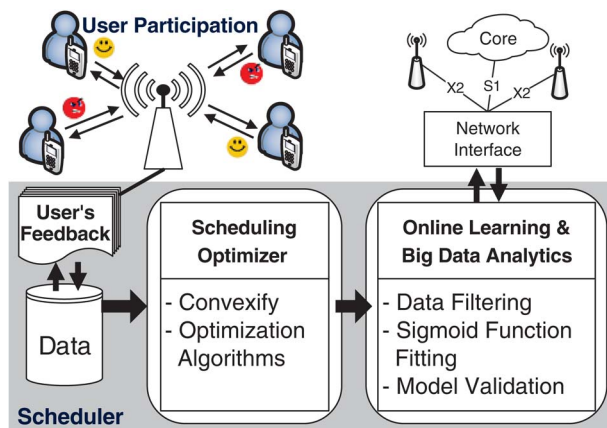 User Participation
Core
X2
S1
X2
Network
Interface
User's
Feedback
Data
Scheduling
Optimizer
- Convexify
- Optimization
Algorithms
Online Learning &
Big Data Analytics
- Data Filtering
- Sigmoid Function
Fitting
- Model Validation
Scheduler